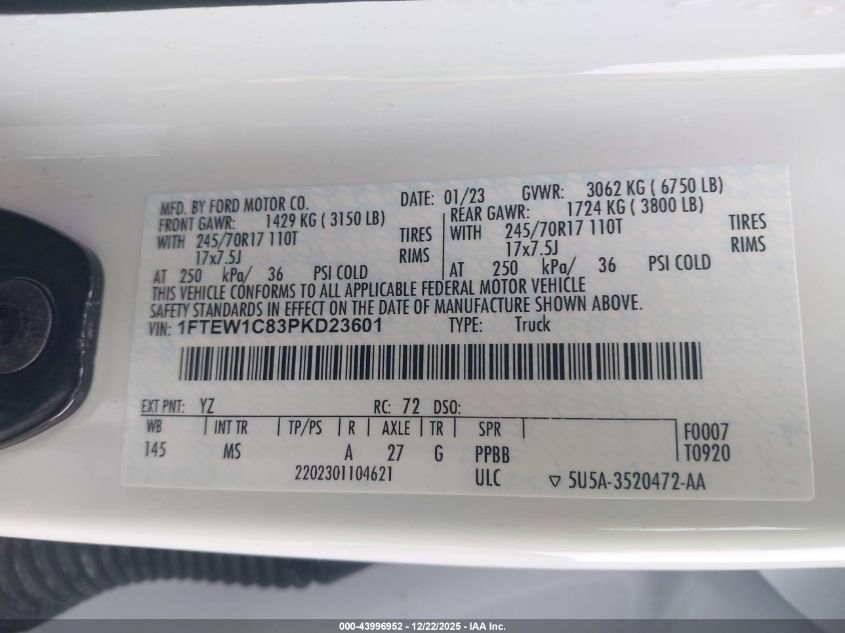 MFD. BY FORD MOTOR CO. DATE: 01/23 GVWR: 3062 KG ( 6750 LB)
FRONT GAWR: 1429 KG ( 3150 LB) REAR GAWR: 1724 KG ( 3800 LB)
WITH 245/70R17 110T TIRES WITH 245/70R17 110T TIRES
17x7.5J RIMS 17x7.5J RIMS
AT 250 kPa/ 36 PSI COLD AT 250 kPa/ 36 PSI COLD
THIS VEHICLE CONFORMS TO ALL APPLICABLE FEDERAL MOTOR VEHICLE
SAFETY STANDARDS IN EFFECT ON THE DATE OF MANUFACTURE SHOWN ABOVE.
VIN: 1FTEW1C83PKD23601 TYPE: Truck
EXT PNT: YZ RC: 72 DSO:
WB INT TR TP/PS R AXLE TR SPR F0007
145 MS A 27 G PPBB T0920
2202301104621 ULC ▽ 5U5A-3520472-AA
000-43996952 - 12/22/2025 - IAA Inc.